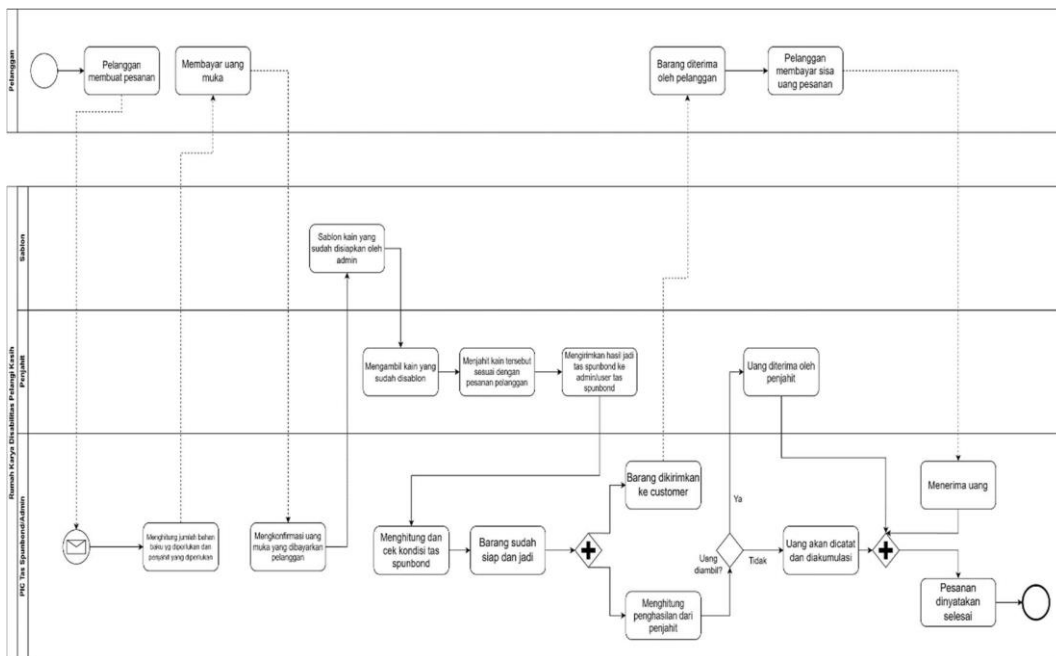 Pelanggan
Pelanggan
membuat pesanan
Membayar uang
muka
Barang diterima
oleh pelanggan
Pelanggan
membayar sisa
uang pesanan
Rumah Karya Disabilitas Pelangi Kasih
Sablon
Sablon kain yang
sudah disiapkan oleh
admin
Penjahit
Mengambil kain yang
sudah disablon
Menjahit kain tersebut
sesuai dengan
pesanan pelanggan
Mengirimkan hasil jadi
tas spunbond ke
admin/user tas
spunbond
Uang diterima oleh
penjahit
PIC Tas Spunbond/Admin
Menghitung jumlah bahan
baku yg diperlukan dan
penjahit yang diperlukan
Mengkonfirmasi uang
muka yang dibayarkan
pelanggan
Menghitung dan
cek kondisi tas
spunbond
Barang sudah
siap dan jadi
Barang dikirimkan
ke customer
Menghitung
penghasilan dari
penjahit
Uang
diambil?
Ya
Tidak
Uang akan dicatat
dan diakumulasi
Menerima uang
Pesanan
dinyatakan
selesai